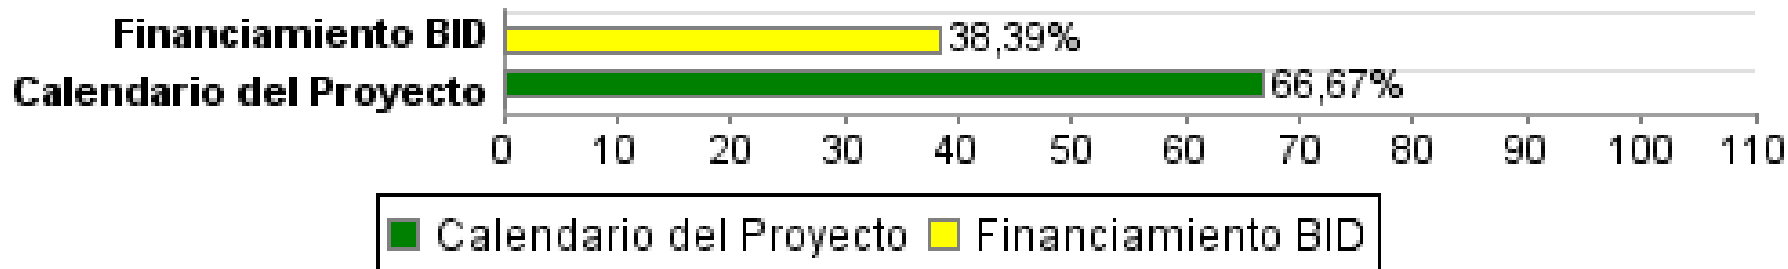 Financiamiento BID 38,39%
Calendario del Proyecto 66,67%
0 10 20 30 40 50 60 70 80 90 100 110
Calendario del Proyecto Financiamiento BID